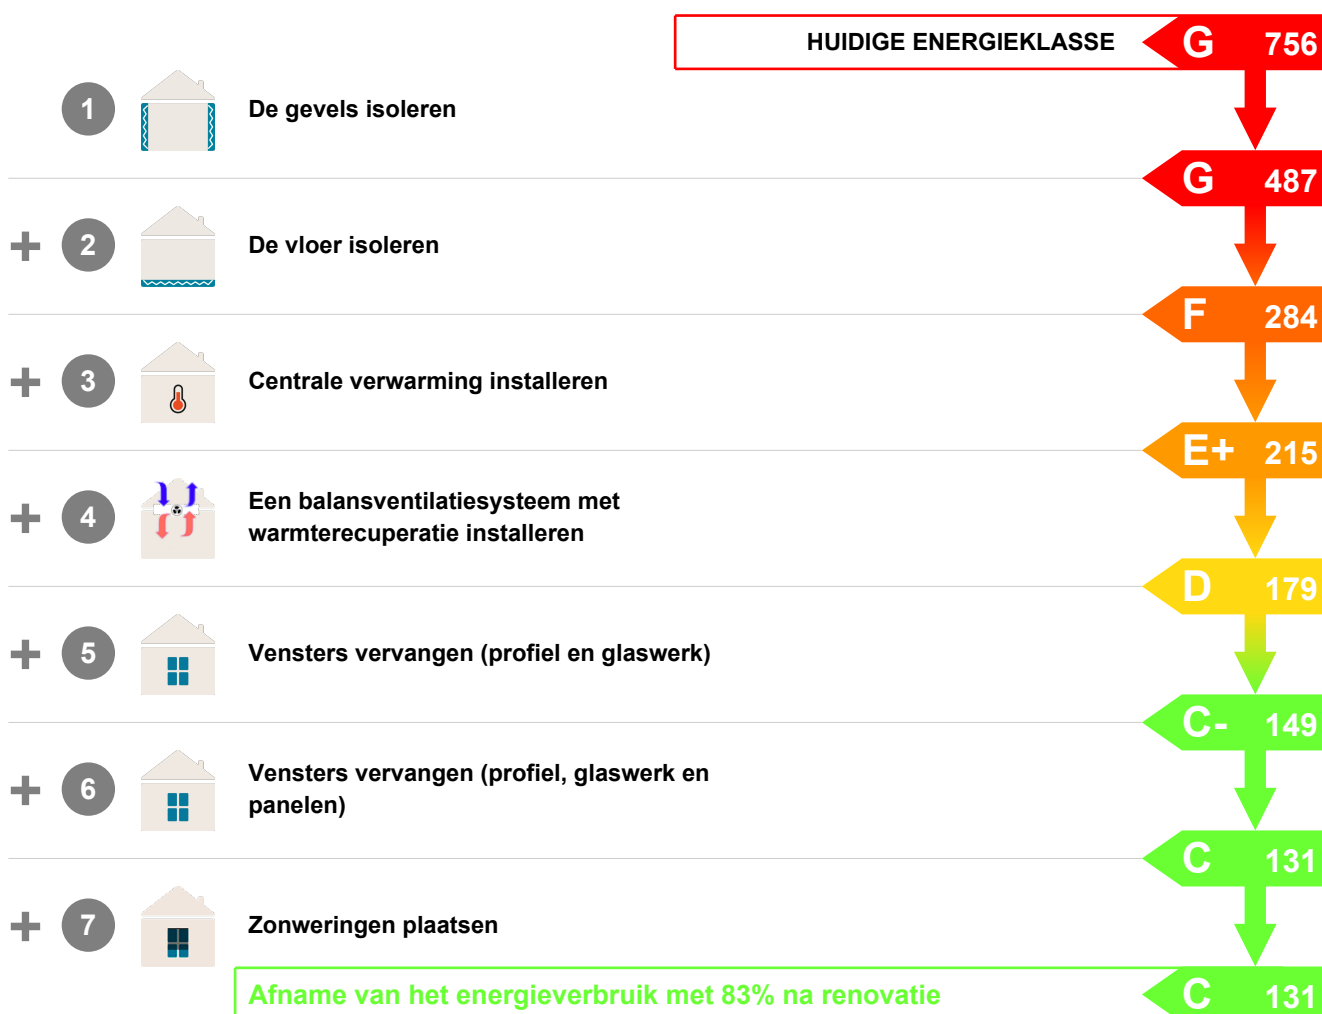 HUIDIGE ENERGIEKLASSE G 756
1 De gevels isoleren
G 487
+ 2 De vloer isoleren
F 284
+ 3 Centrale verwarming installeren
E+ 215
+ 4 Een balansventilatiesysteem met
warmterecuperatie installeren
D 179
+ 5 Vensters vervangen (profiel en glaswerk)
C- 149
+ 6 Vensters vervangen (profiel, glaswerk en
panelen)
C 131
+ 7 Zonweringen plaatsen
Afname van het energieverbruik met 83% na renovatie C 131